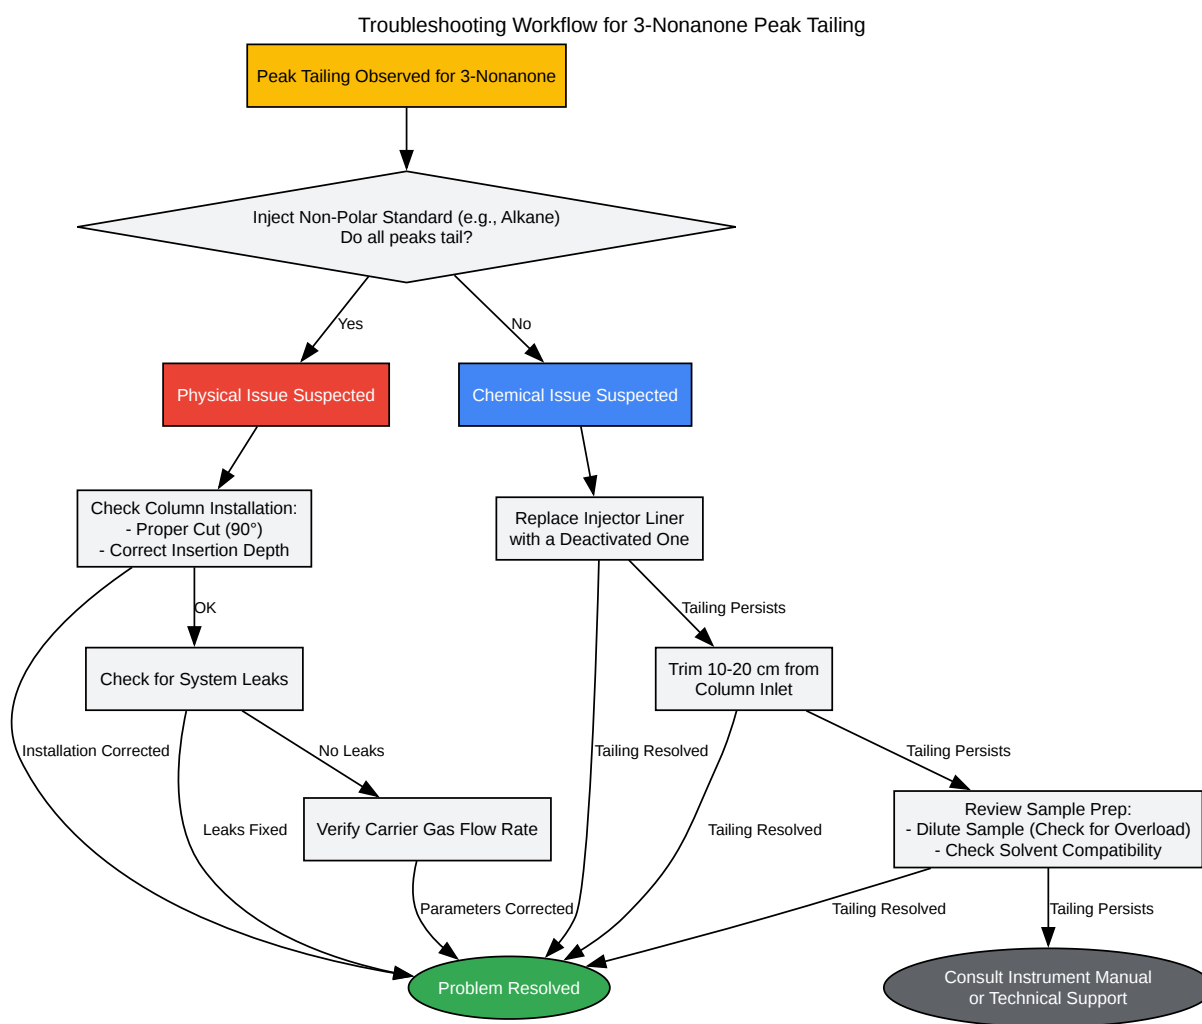 Troubleshooting Workflow for 3-Nonanone Peak Tailing
Peak Tailing Observed for 3-Nonanone
Inject Non-Polar Standard (e.g., Alkane)
Do all peaks tail?
Yes
No
Physical Issue Suspected
Chemical Issue Suspected
Check Column Installation:
- Proper Cut (90°)
- Correct Insertion Depth
Replace Injector Liner
with a Deactivated One
OK
Tailing Persists
Check for System Leaks
Trim 10-20 cm from
Column Inlet
Installation Corrected
No Leaks
Tailing Resolved
Tailing Persists
Leaks Fixed
Verify Carrier Gas Flow Rate
Tailing Resolved
Review Sample Prep:
- Dilute Sample (Check for Overload)
- Check Solvent Compatibility
Parameters Corrected
Tailing Resolved
Tailing Persists
Problem Resolved
Consult Instrument Manual
or Technical Support